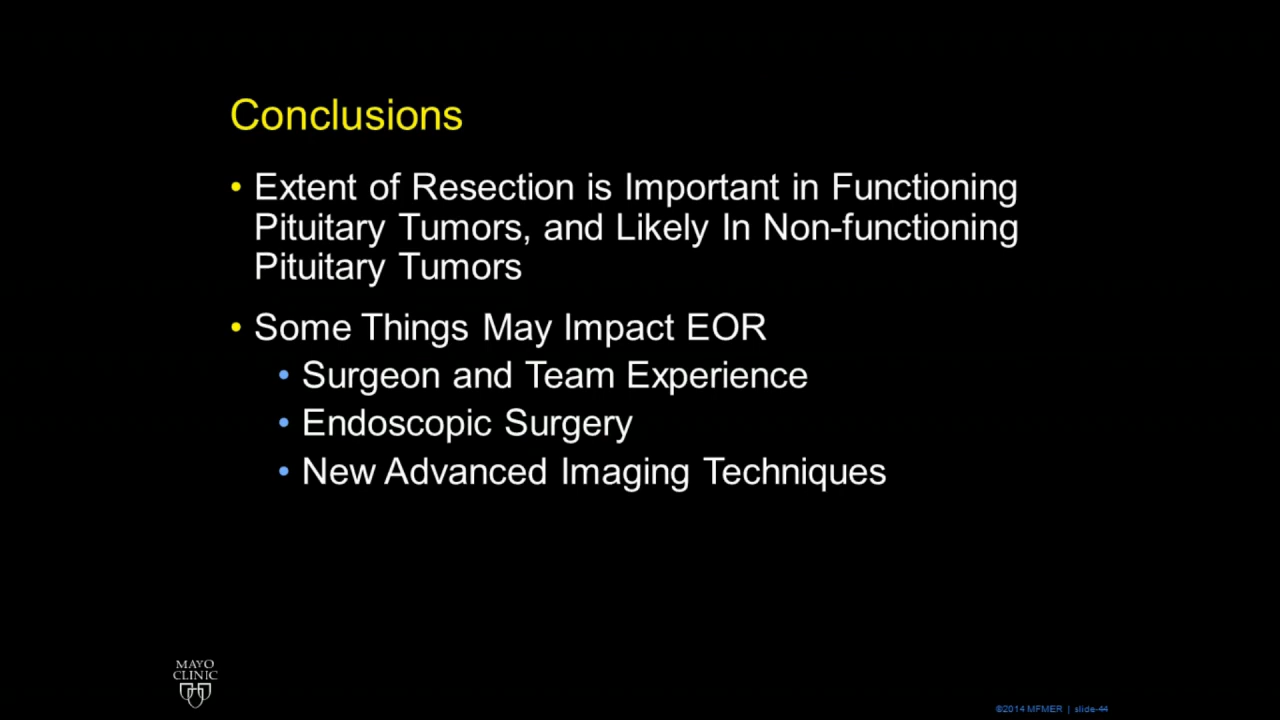 Conclusions
• Extent of Resection is Important in Functioning
Pituitary Tumors, and Likely In Non-functioning
Pituitary Tumors
• Some Things May Impact EOR
• Surgeon and Team Experience
• Endoscopic Surgery
• New Advanced Imaging Techniques
MAYO
CLINIC
©2014 MFMER | slide-44